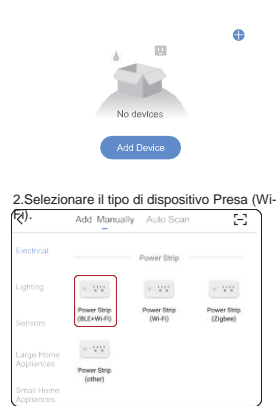 No devices
Add Device
2.Selezionare il tipo di dispositivo Presa (Wi-
Fi).
Add Manually Auto Scan
Electrical
Power Strip
Lighting
Power Strip
(BLE+Wi-Fi)
Power Strip
(Wi-Fi)
Power Strip
(Zigbee)
Sensors
Large Home
Appliances
Power Strip
(other)
Small Home
Appliances